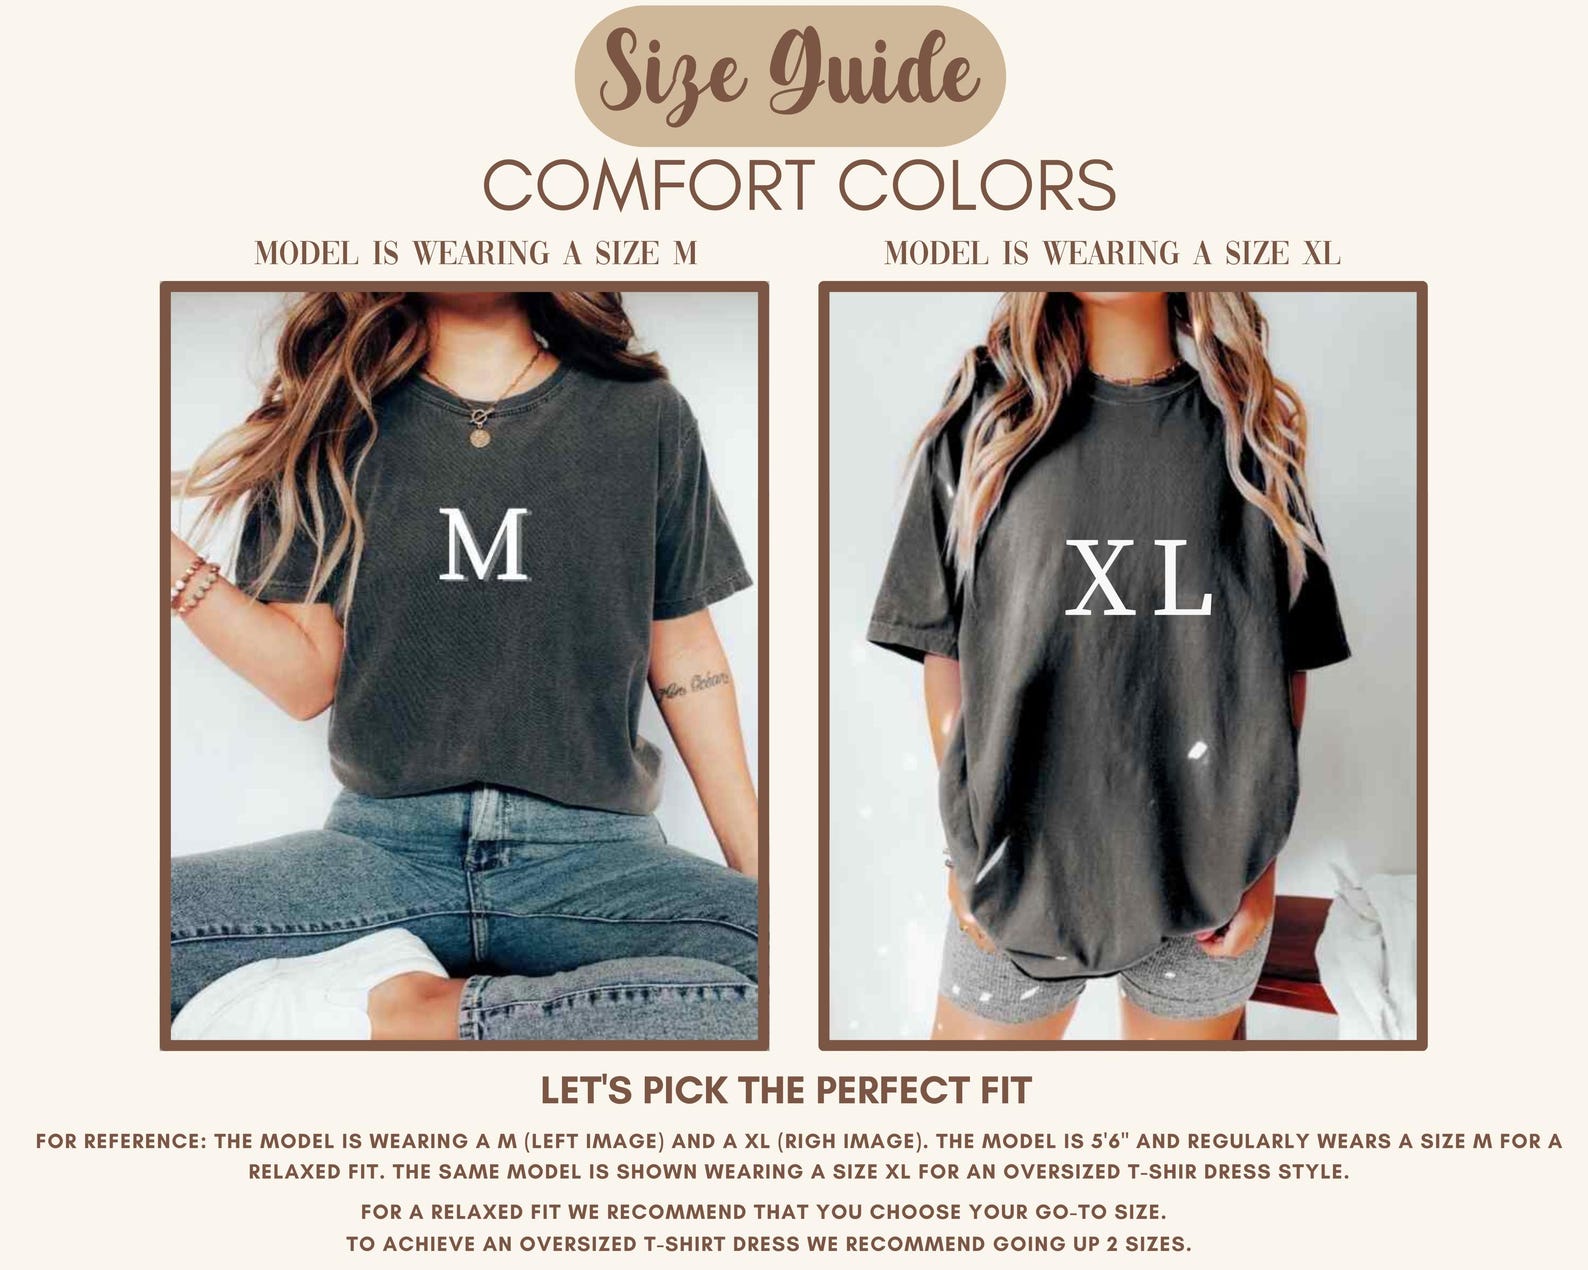 Size Guide
COMFORT COLORS
MODEL IS WEARING A SIZE M
MODEL IS WEARING A SIZE XL
M
XL
LET'S PICK THE PERFECT FIT
FOR REFERENCE: THE MODEL IS WEARING A M (LEFT IMAGE) AND A XL (RIGH IMAGE). THE MODEL IS 5'6" AND REGULARLY WEARS A SIZE M FOR A
RELAXED FIT. THE SAME MODEL IS SHOWN WEARING A SIZE XL FOR AN OVERSIZED T-SHIR DRESS STYLE.
FOR A RELAXED FIT WE RECOMMEND THAT YOU CHOOSE YOUR GO-TO SIZE.
TO ACHIEVE AN OVERSIZED T-SHIRT DRESS WE RECOMMEND GOING UP 2 SIZES.